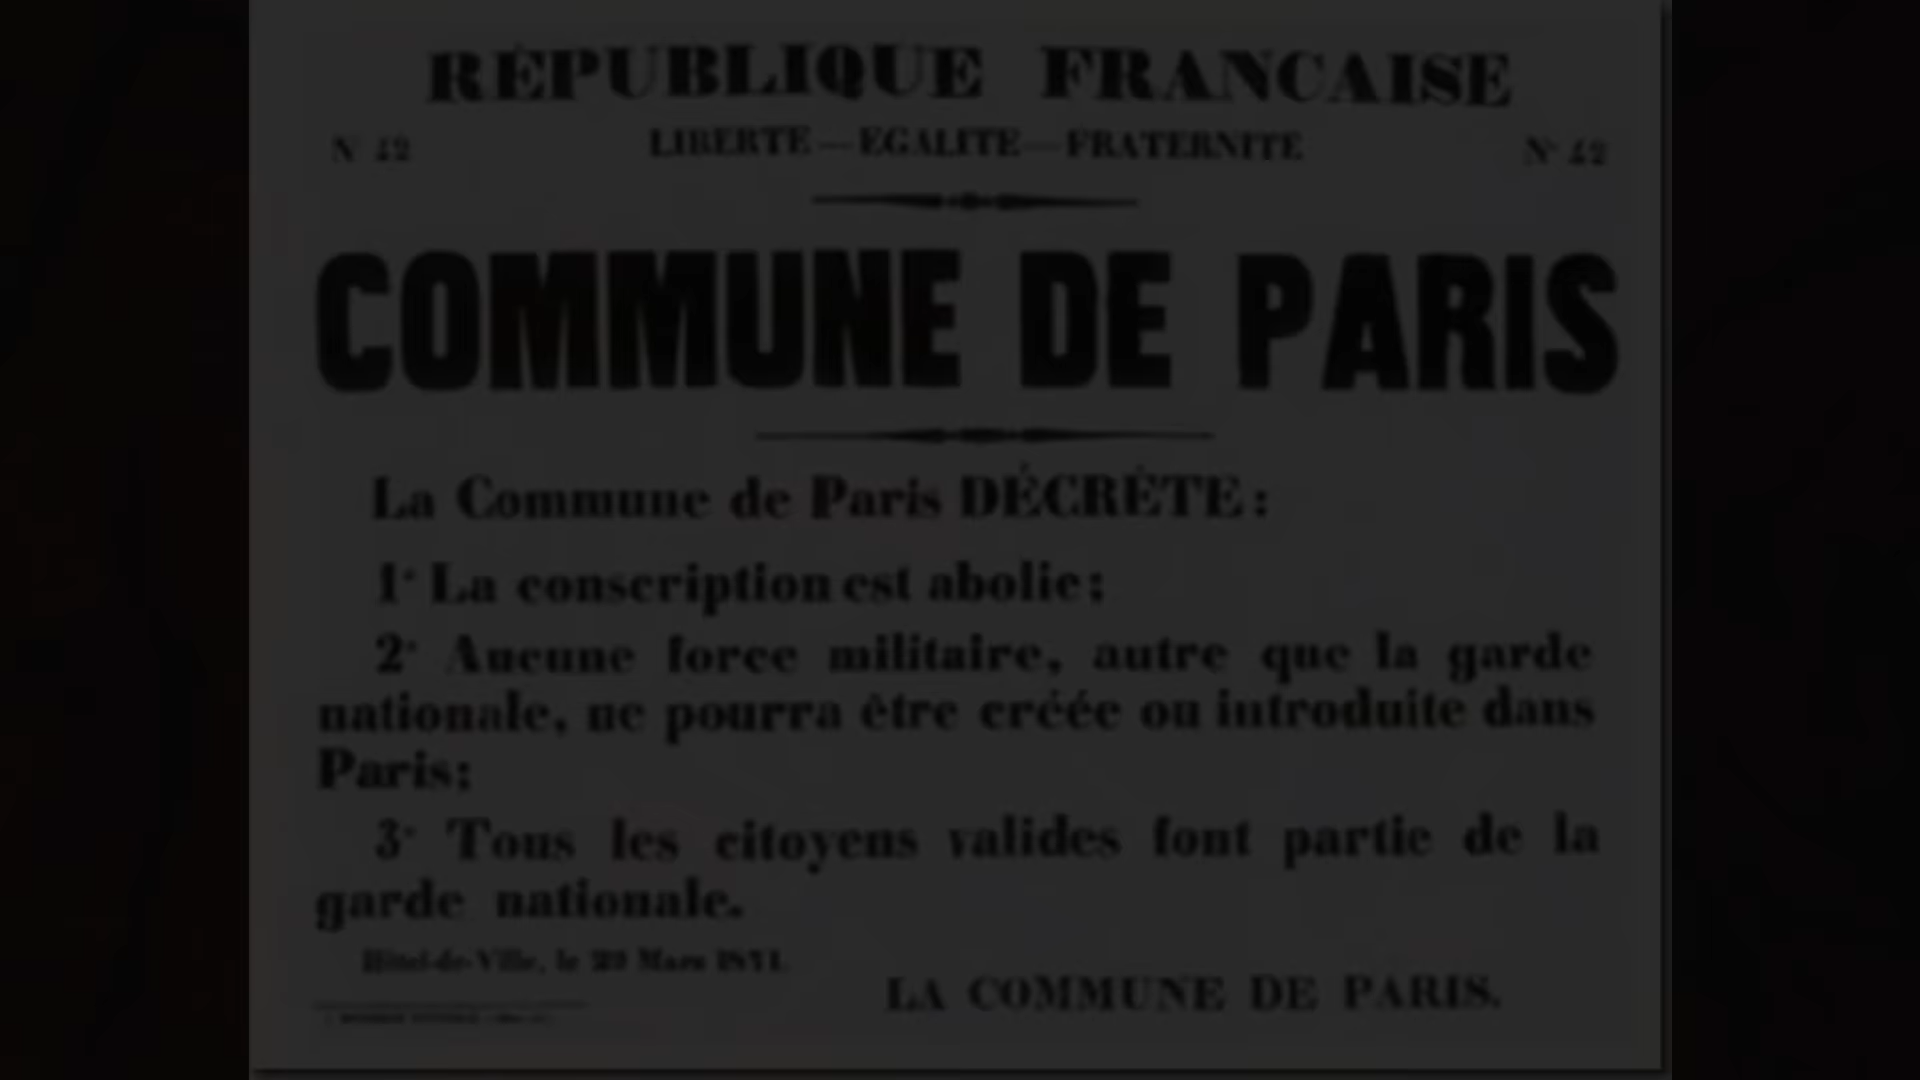 RÉPUBLIQUE FRANCAISE
N° 42 LIBERTE — EGALITE — FRATERNITE N° 42
COMMUNE DE PARIS
La Commune de Paris DÉCRÈTE :
1° La conscription est abolie ;
2° Aucune force militaire, autre que la garde
nationale, ne pourra être créée ou introduite dans
Paris ;
3° Tous les citoyens valides font partie de la
garde nationale.
Hôtel-de-Ville, le 29 Mars 1871.
LA COMMUNE DE PARIS.